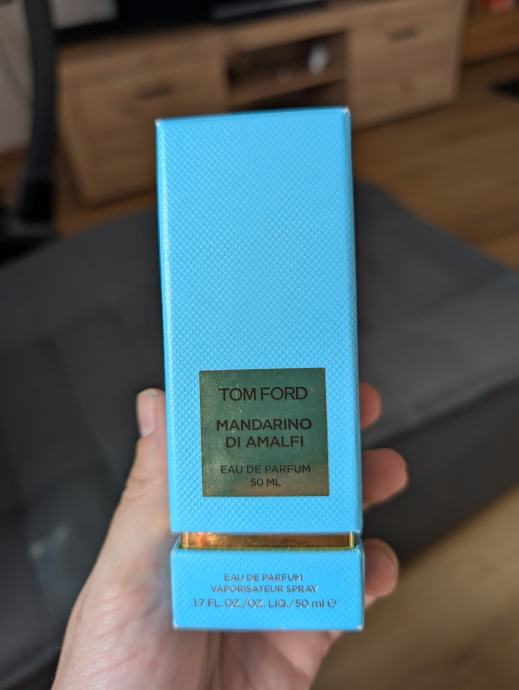 TOM FORD
MANDARINO
DI AMALFI
EAU DE PARFUM
50 ML
EAU DE PARFUM
VAPORISATEUR SPRAY
1.7 FL. OZ./OZ. LIQ./50 ml ℮